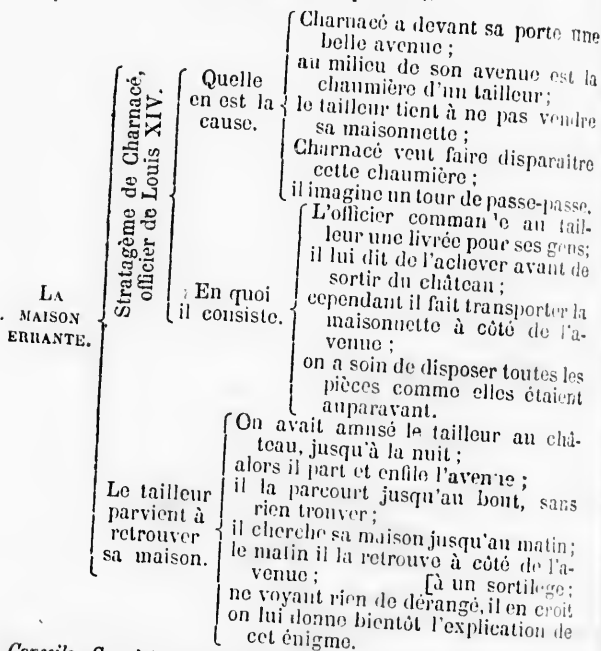 LA
MAISON
ERRANTE.
Stratagème de Charnacé,
officier de Louis XIV.
Quelle
en est la
cause.
Charnacé a devant sa porte une
belle avenue ;
au milieu de son avenue est la
chaumière d'un tailleur ;
le tailleur tient à ne pas vendre
sa maisonnette ;
Charnacé veut faire disparaître
cette chaumière ;
il imagine un tour de passe-passe.
En quoi
il consiste.
L'officier comman 'e au tail-
leur une livrée pour ses gens;
il lui dit de l'achever avant de
sortir du château ;
cependant il fait transporter la
maisonnette à côté de l'a-
venue ;
on a soin de disposer toutes les
pièces comme elles étaient
auparavant.
Le tailleur
parvient à
retrouver
sa maison.
On avait amusé le tailleur au châ-
teau, jusqu'à la nuit ;
alors il part et enfile l'avenue ;
il la parcourt jusqu'au bout, sans
rien trouver ;
il cherche sa maison jusqu'au matin;
le matin il la retrouve à côté de l'a-
venue ; [à un sortilège ;
ne voyant rien de dérangé, il en croit
on lui donne bientôt l'explication de
cet énigme.